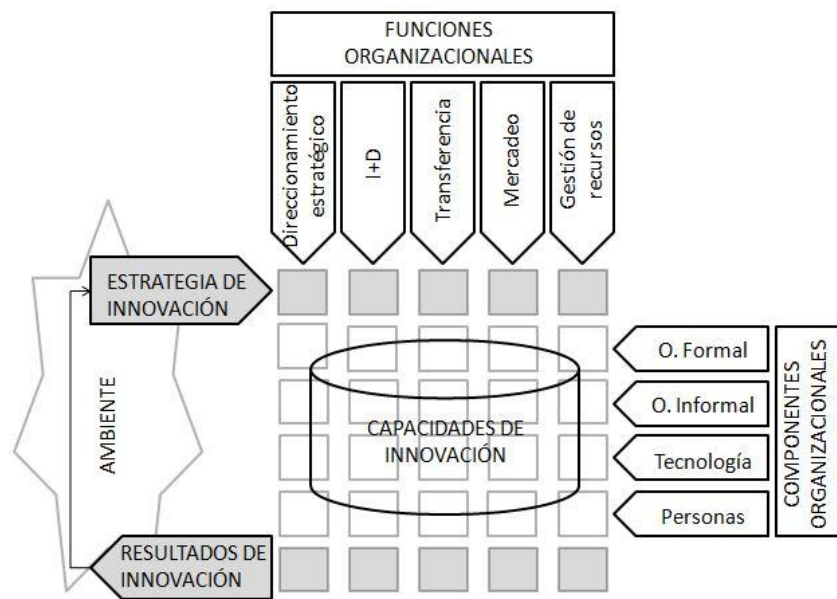 FUNCIONES
ORGANIZACIONALES
Direccionamiento
estratégico
I+D
Transferencia
Mercadeo
Gestión de
recursos
ESTRATEGIA DE
INNOVACIÓN
AMBIENTE
RESULTADOS DE
INNOVACIÓN
CAPACIDADES DE
INNOVACIÓN
O. Formal
O. Informal
Tecnología
Personas
COMPONENTES
ORGANIZACIONALES